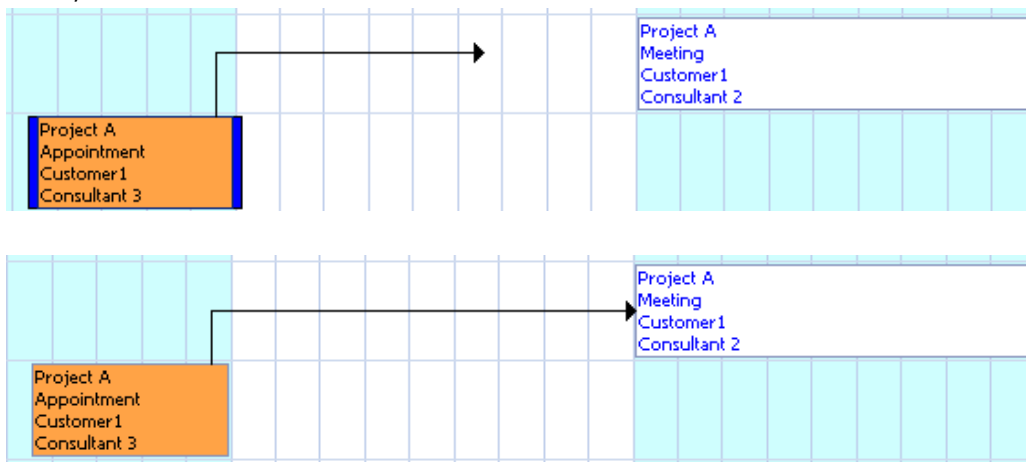 Project A
Meeting
Customer1
Consultant 2
Project A
Appointment
Customer1
Consultant 3
Project A
Meeting
Customer1
Consultant 2
Project A
Appointment
Customer1
Consultant 3